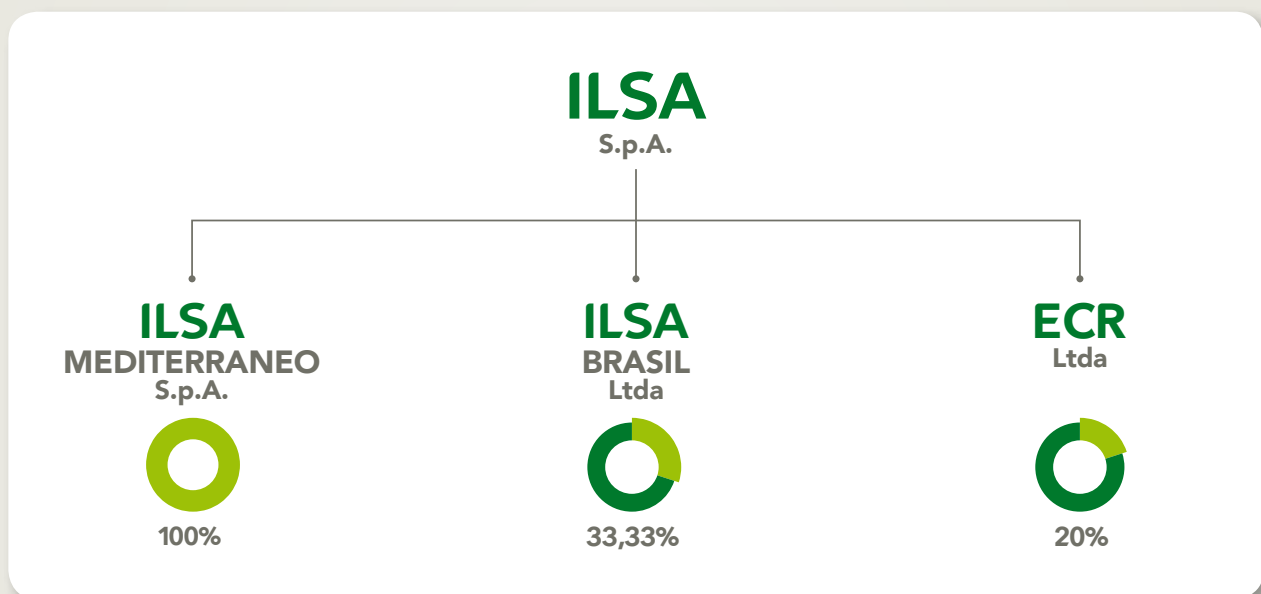 ILSA
S.p.A.
ILSA
MEDITERRANEO
S.p.A.
100%
ILSA
BRASIL
Ltda
33,33%
ECR
Ltda
20%